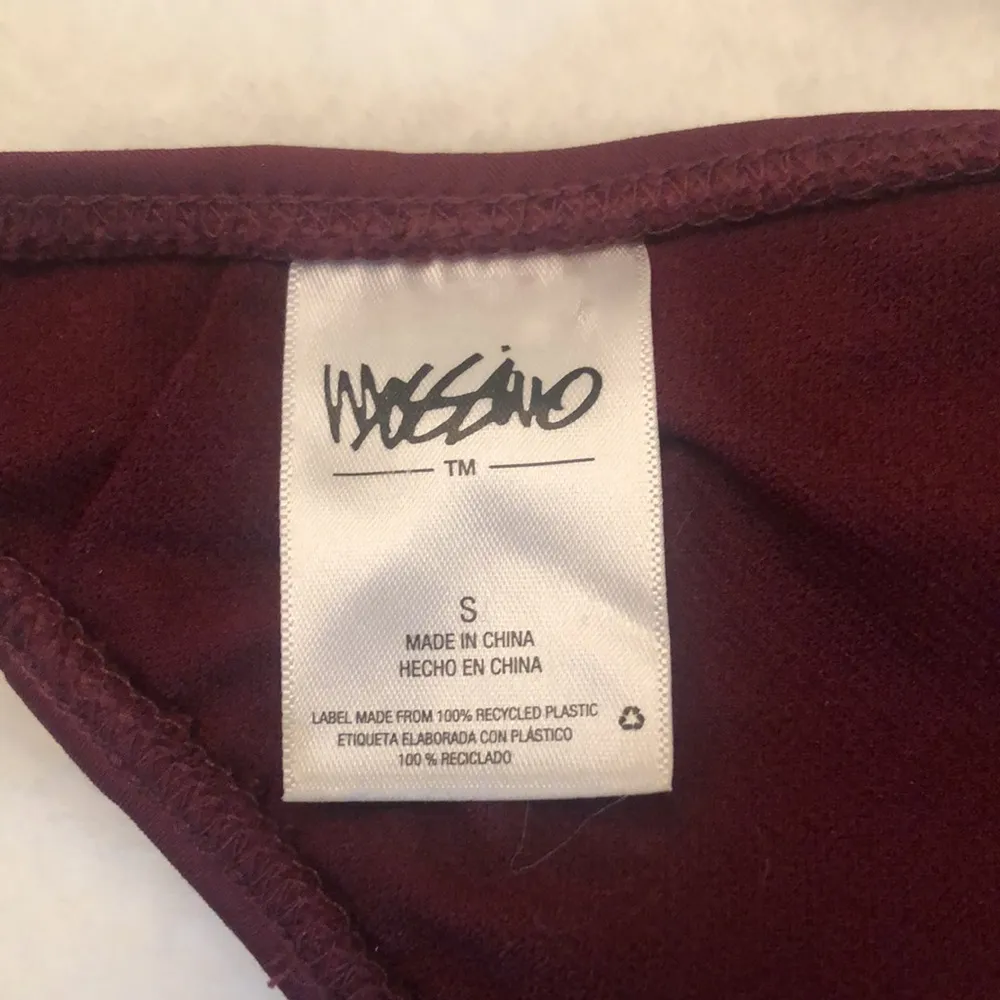 MOSSIMO
TM
S
MADE IN CHINA
HECHO EN CHINA
LABEL MADE FROM 100% RECYCLED PLASTIC
ETIQUETA ELABORADA CON PLÁSTICO
100 % RECICLADO